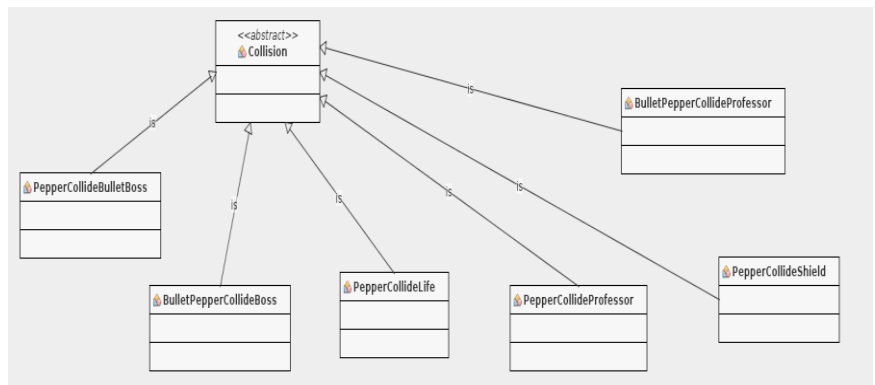 <<abstract>>
Collision
is
BulletPepperCollideProfessor
is
PepperCollideBulletBoss
is
is
is
is
PepperCollideShield
PepperCollideLife
BulletPepperCollideBoss
PepperCollideProfessor